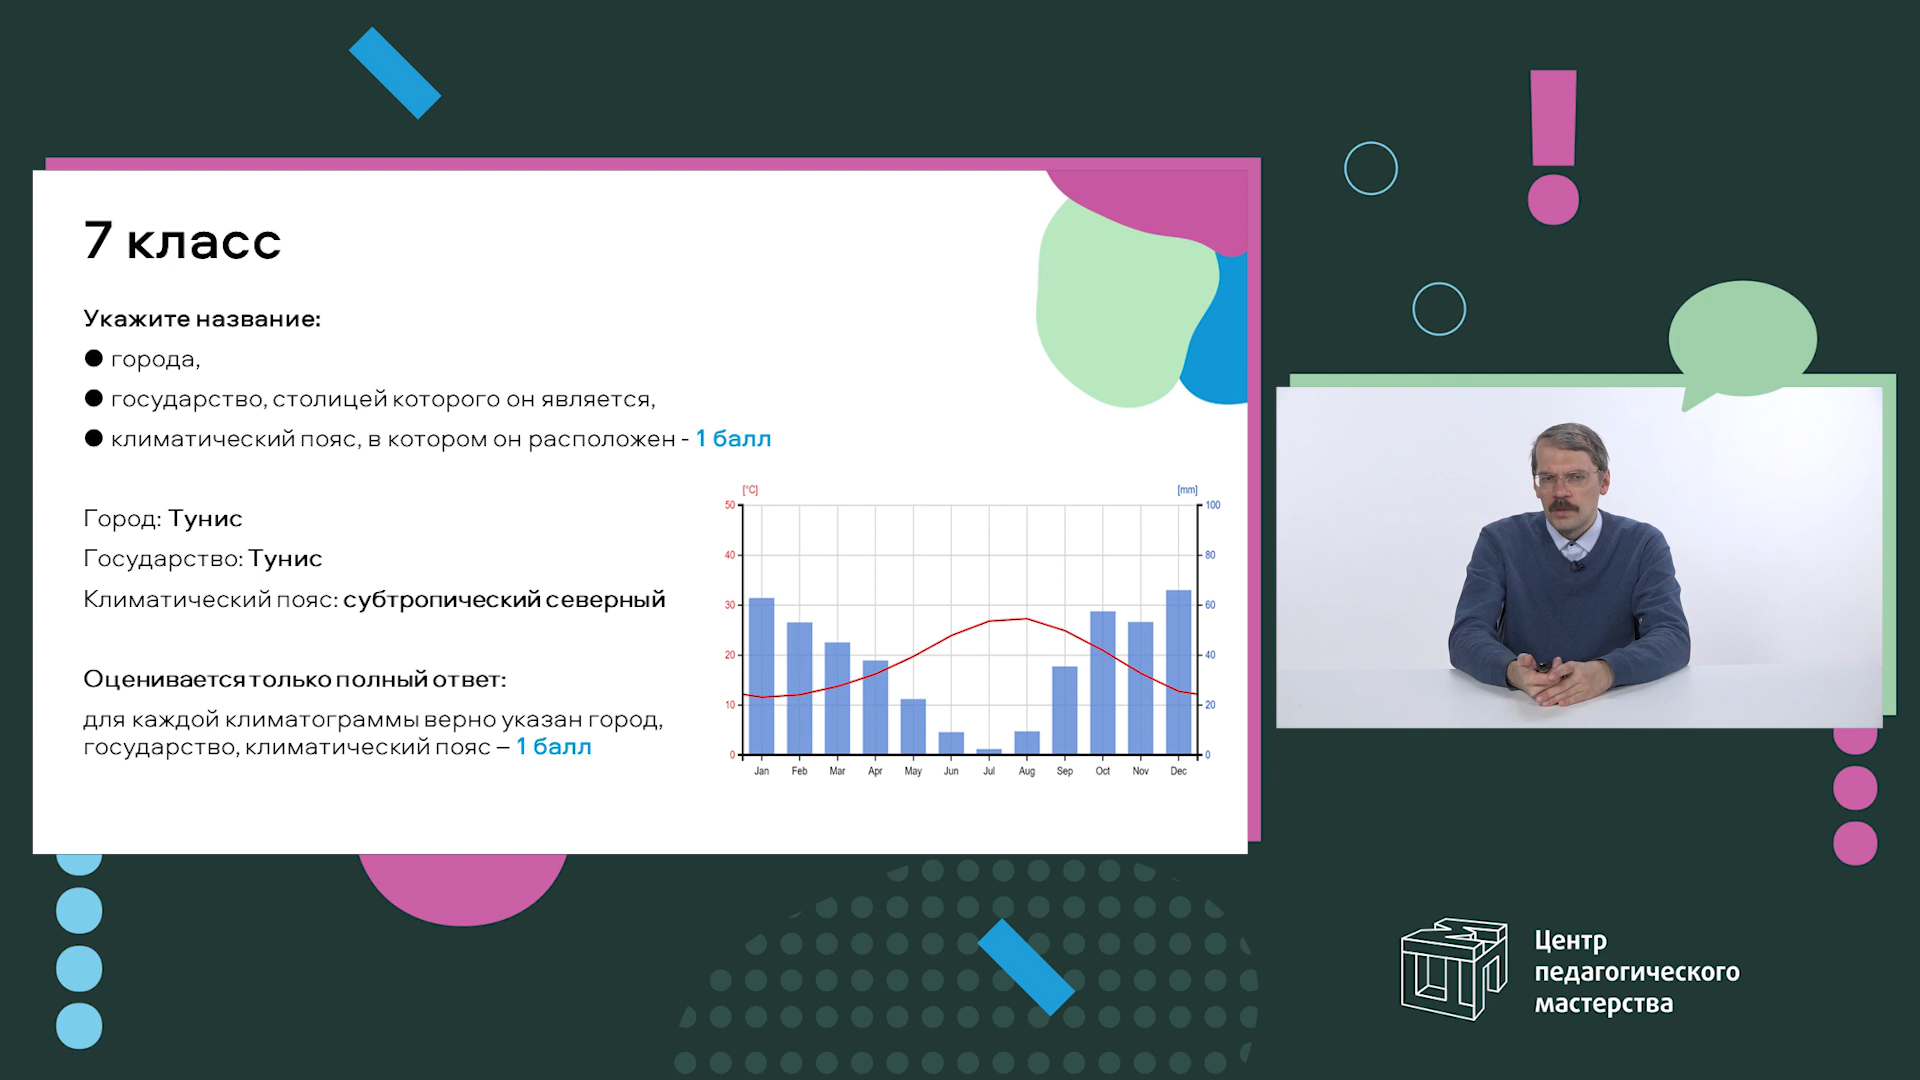 7 класс
Укажите название:
● города,
● государство, столицей которого он является,
● климатический пояс, в котором он расположен - 1 балл
Город: Тунис
Государство: Тунис
Климатический пояс: субтропический северный
Оценивается только полный ответ:
для каждой климатограммы верно указан город,
государство, климатический пояс – 1 балл
[°C] [mm]
50 100
40 80
30 60
20 40
10 20
0 0
Jan Feb Mar Apr May Jun Jul Aug Sep Oct Nov Dec
Центр
педагогического
мастерства